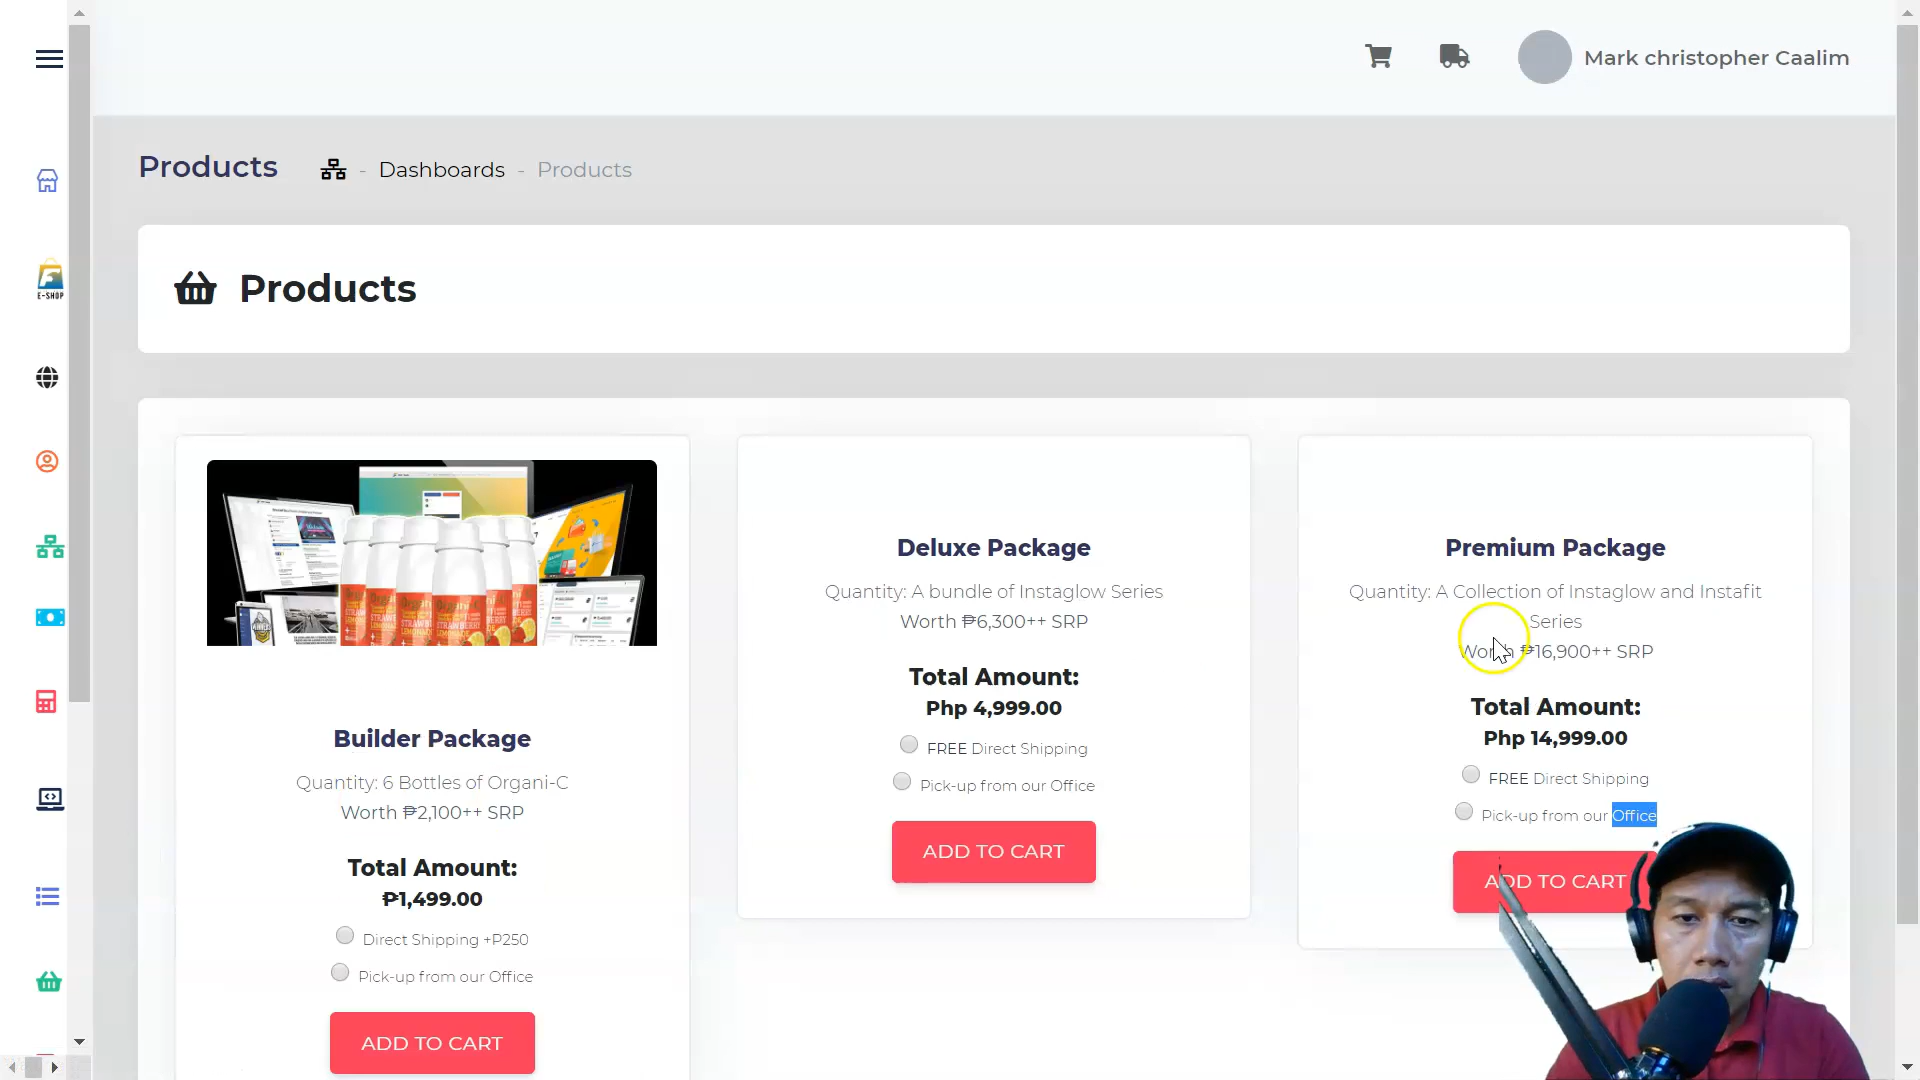 Mark christopher Caalim
Products - Dashboards - Products
E-SHOP
Products
Builder Package
Quantity: 6 Bottles of Organi-C
Worth ₱2,100++ SRP
Total Amount:
₱1,499.00
Direct Shipping +P250
Pick-up from our Office
ADD TO CART
Deluxe Package
Quantity: A bundle of Instaglow Series
Worth ₱6,300++ SRP
Total Amount:
Php 4,999.00
FREE Direct Shipping
Pick-up from our Office
ADD TO CART
Premium Package
Quantity: A Collection of Instaglow and Instafit
Series
Worth ₱16,900++ SRP
Total Amount:
Php 14,999.00
FREE Direct Shipping
Pick-up from our Office
ADD TO CART